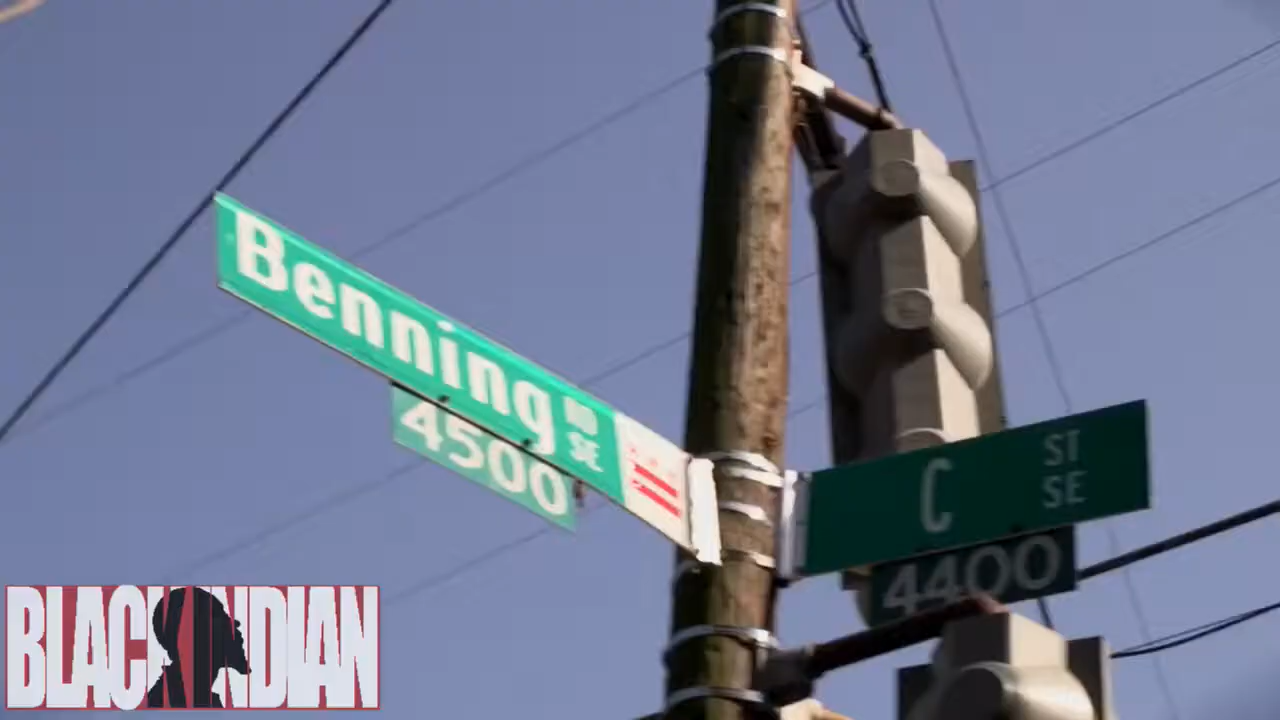 Benning RD SE
4500
C ST SE
4400
BLACKINDIAN